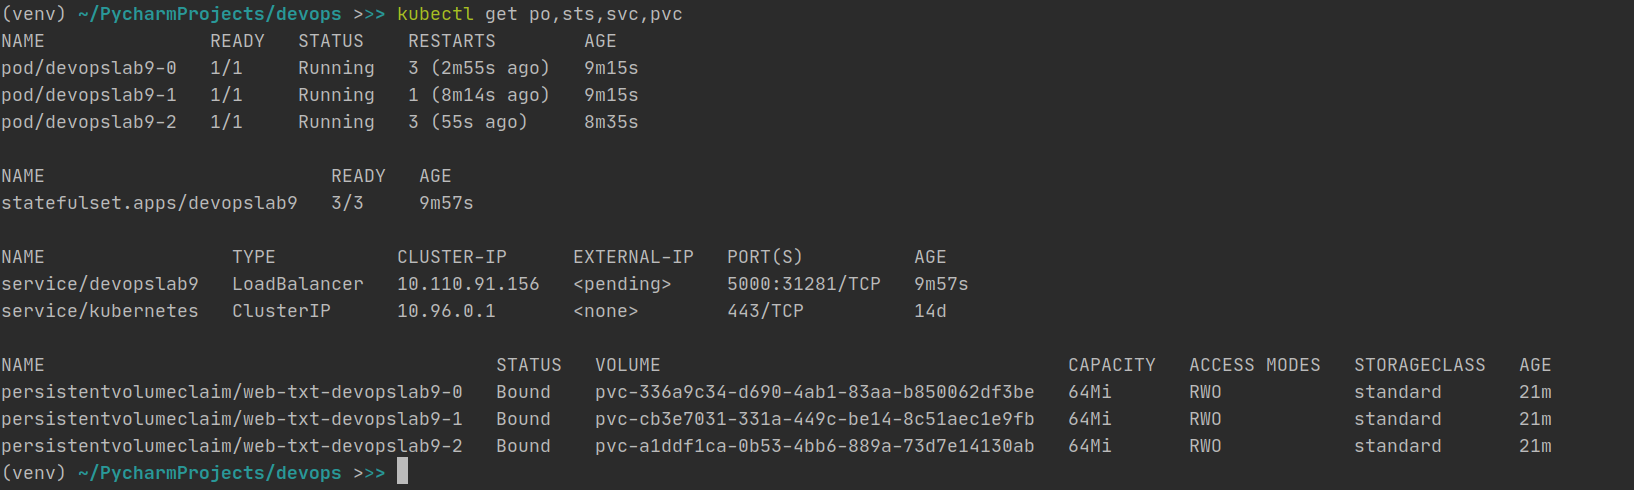 (venv) ~/PycharmProjects/devops >>> kubectl get po,sts,svc,pvc
NAME READY STATUS RESTARTS AGE
pod/devopslab9-0 1/1 Running 3 (2m55s ago) 9m15s
pod/devopslab9-1 1/1 Running 1 (8m14s ago) 9m15s
pod/devopslab9-2 1/1 Running 3 (55s ago) 8m35s
NAME READY AGE
statefulset.apps/devopslab9 3/3 9m57s
NAME TYPE CLUSTER-IP EXTERNAL-IP PORT(S) AGE
service/devopslab9 LoadBalancer 10.110.91.156 <pending> 5000:31281/TCP 9m57s
service/kubernetes ClusterIP 10.96.0.1 <none> 443/TCP 14d
NAME STATUS VOLUME CAPACITY ACCESS MODES STORAGECLASS AGE
persistentvolumeclaim/web-txt-devopslab9-0 Bound pvc-336a9c34-d690-4ab1-83aa-b850062df3be 64Mi RWO standard 21m
persistentvolumeclaim/web-txt-devopslab9-1 Bound pvc-cb3e7031-331a-449c-be14-8c51aec1e9fb 64Mi RWO standard 21m
persistentvolumeclaim/web-txt-devopslab9-2 Bound pvc-a1ddf1ca-0b53-4bb6-889a-73d7e14130ab 64Mi RWO standard 21m
(venv) ~/PycharmProjects/devops >>>